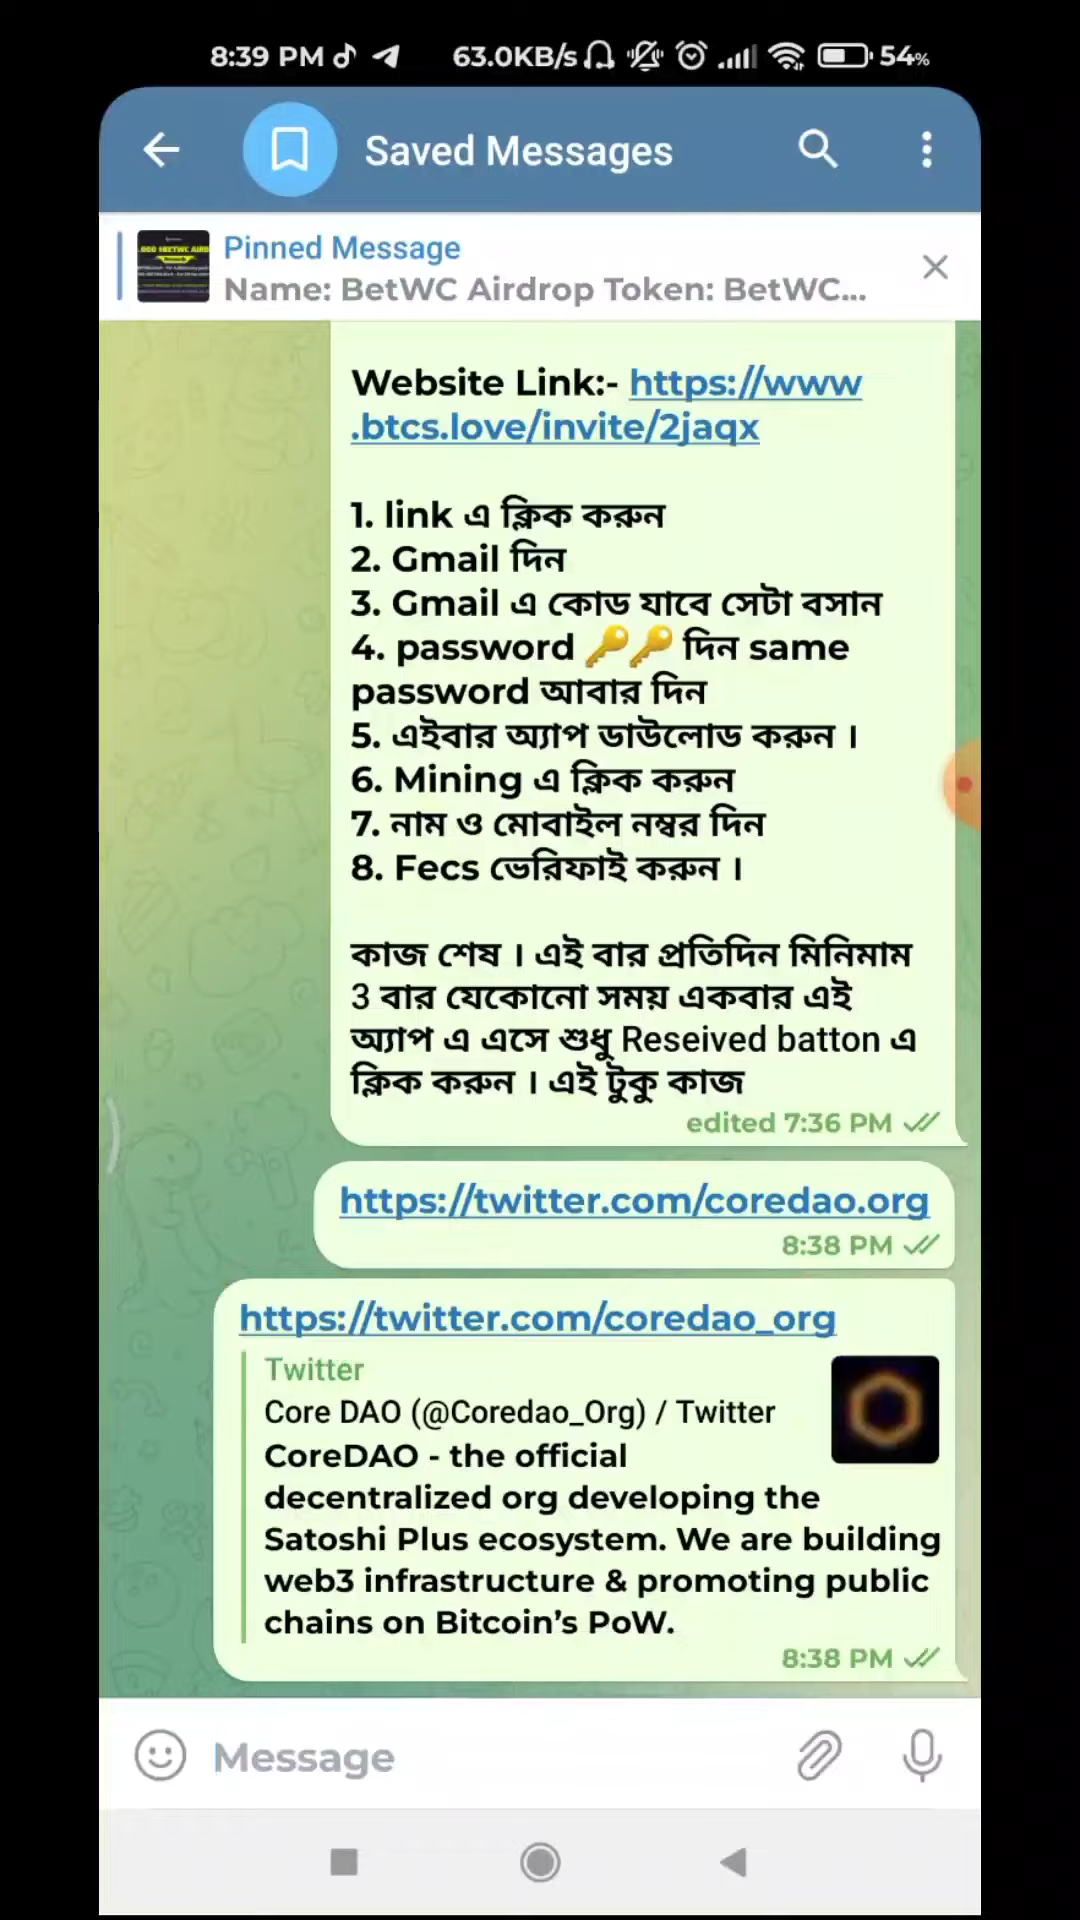 8:39 PM 63.0KB/s 54%
Saved Messages
Pinned Message
Name: BetWC Airdrop Token: BetWC...
Website Link:- https://www
.btcs.love/invite/2jaqx
1. link এ ক্লিক করুন
2. Gmail দিন
3. Gmail এ কোড যাবে সেটা বসান
4. password 🔑🔑 দিন same
password আবার দিন
5. এইবার অ্যাপ ডাউলোড করুন ।
6. Mining এ ক্লিক করুন
7. নাম ও মোবাইল নম্বর দিন
8. Fecs ভেরিফাই করুন ।
কাজ শেষ । এই বার প্রতিদিন মিনিমাম
3 বার যেকোনো সময় একবার এই
অ্যাপ এ এসে শুধু Reseived batton এ
ক্লিক করুন । এই টুকু কাজ
edited 7:36 PM
https://twitter.com/coredao.org
8:38 PM
https://twitter.com/coredao_org
Twitter
Core DAO (@Coredao_Org) / Twitter
CoreDAO - the official
decentralized org developing the
Satoshi Plus ecosystem. We are building
web3 infrastructure & promoting public
chains on Bitcoin’s PoW.
8:38 PM
Message